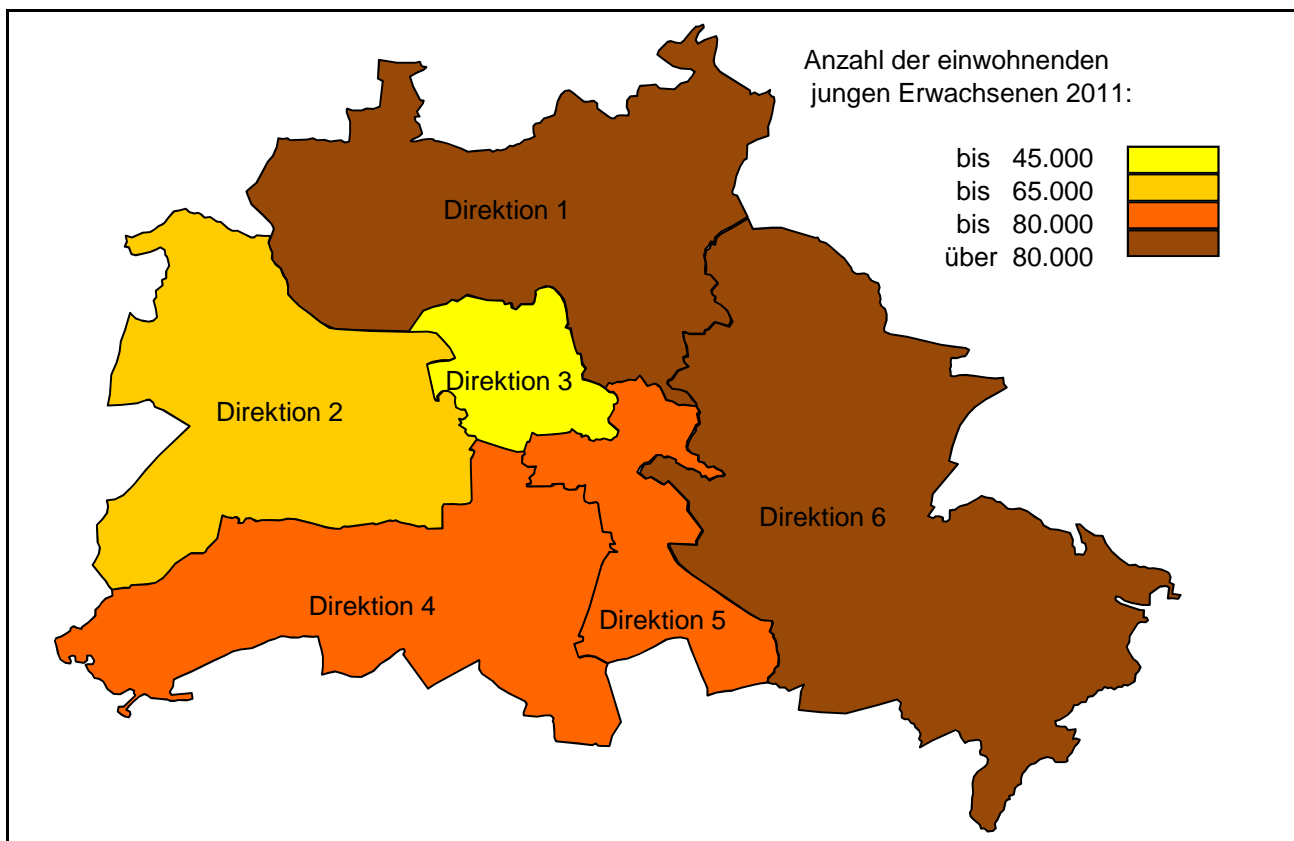 Anzahl der einwohnenden
jungen Erwachsenen 2011:
bis 45.000
bis 65.000
bis 80.000
über 80.000
Direktion 1
Direktion 3
Direktion 2
Direktion 6
Direktion 4
Direktion 5